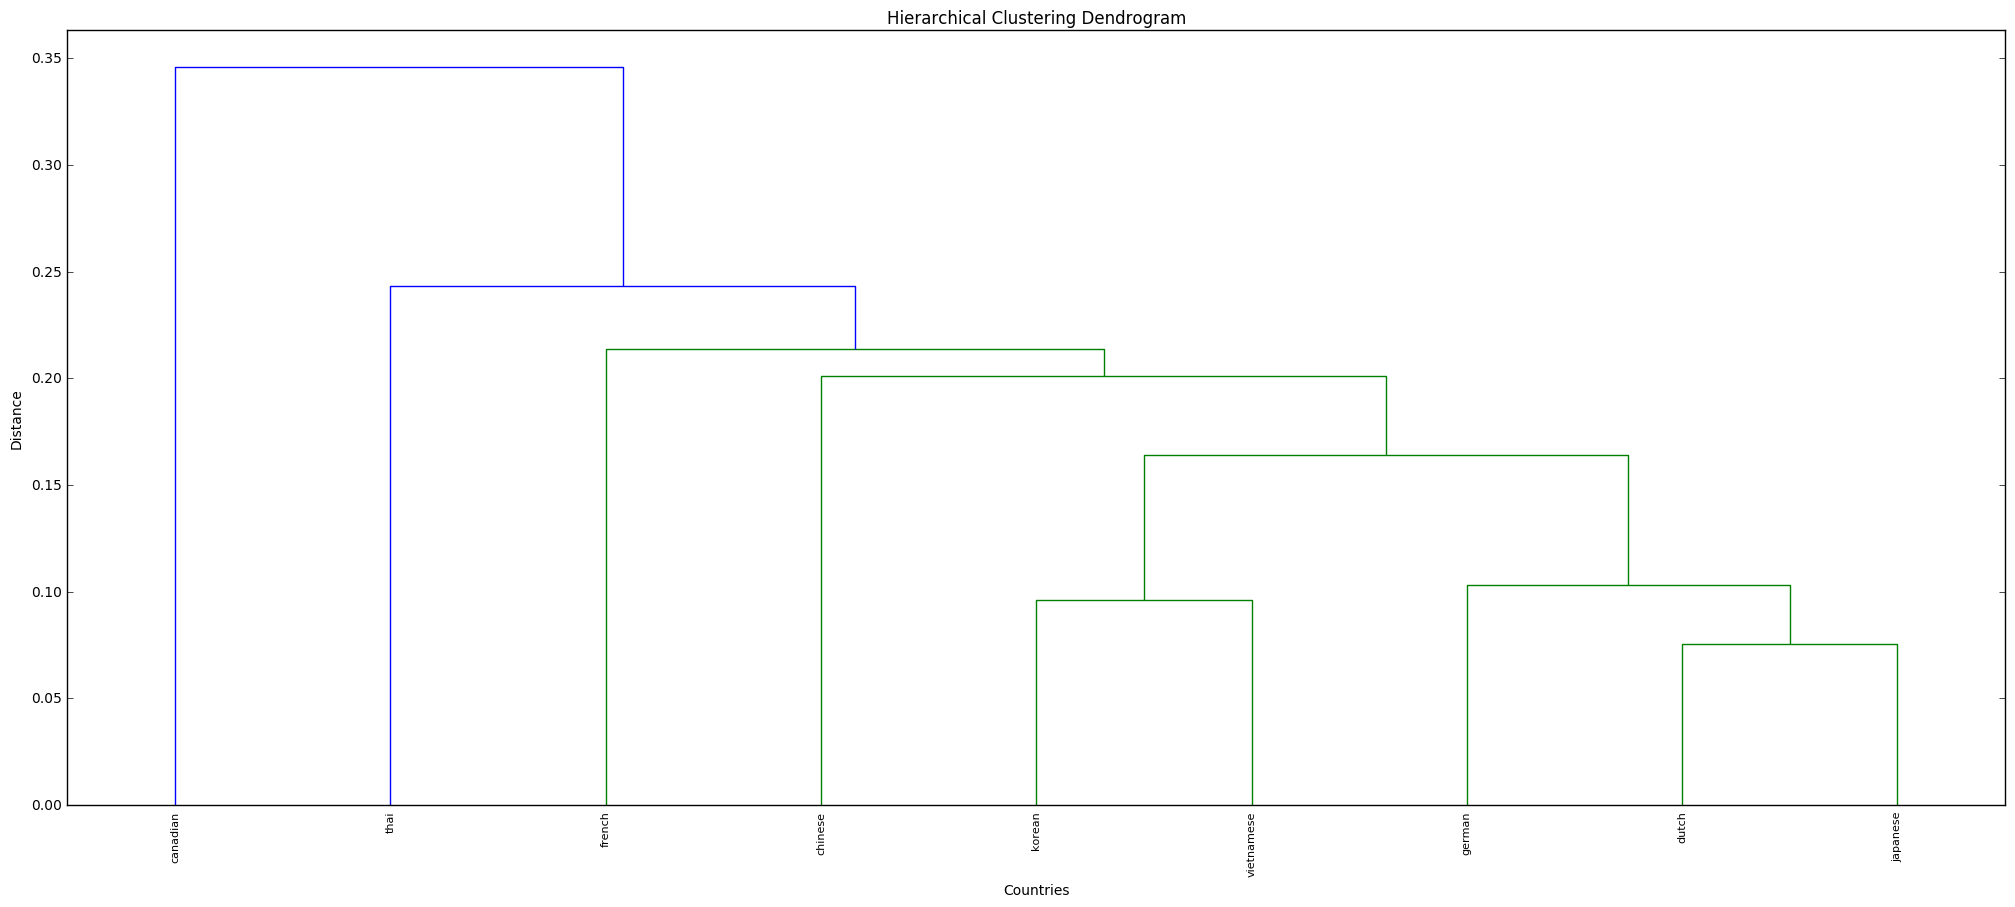 Hierarchical Clustering Dendrogram
0.35
0.30
0.25
0.20
0.15
0.10
0.05
0.00
Distance
canadian
thai
french
chinese
korean
vietnamese
german
dutch
japanese
Countries